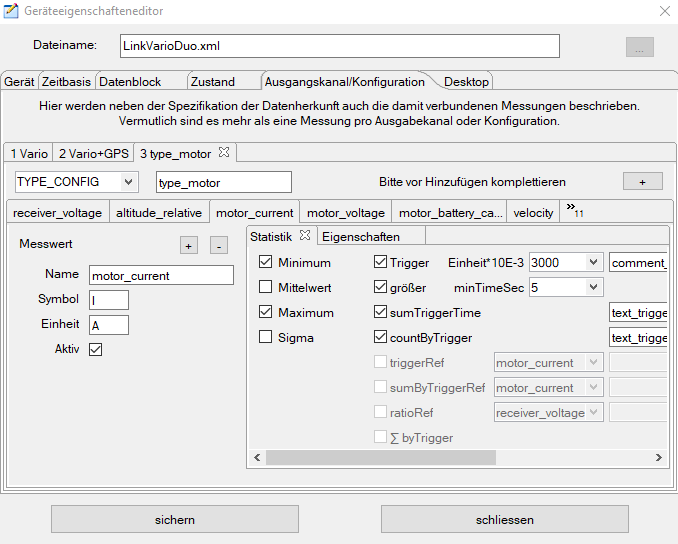 Geräteeigenschafteneditor
Dateiname: LinkVarioDuo.xml ...
Gerät Zeitbasis Datenblock Zustand Ausgangskanal/Konfiguration Desktop
Hier werden neben der Spezifikation der Datenherkunft auch die damit verbundenen Messungen beschrieben.
Vermutlich sind es mehr als eine Messung pro Ausgabekanal oder Konfiguration.
1 Vario 2 Vario+GPS 3 type_motor
TYPE_CONFIG type_motor Bitte vor Hinzufügen komplettieren +
receiver_voltage altitude_relative motor_current motor_voltage motor_battery_ca... velocity » 11
Messwert + -
Name motor_current
Symbol I
Einheit A
Aktiv
Statistik Eigenschaften
Minimum Trigger Einheit*10E-3 3000 comment_
Mittelwert größer minTimeSec 5
Maximum sumTriggerTime text_trigge
Sigma countByTrigger text_trigge
triggerRef motor_current
sumByTriggerRef motor_current
ratioRef receiver_voltage
∑ byTrigger
sichern schliessen